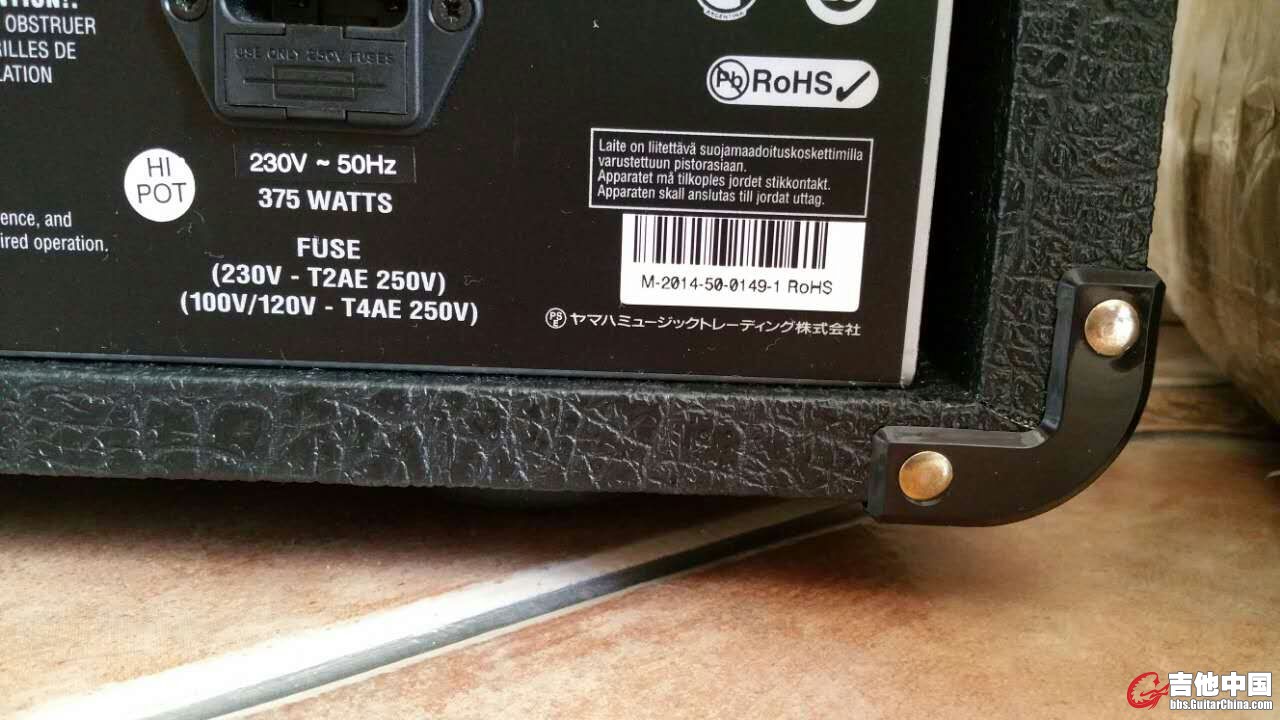 OBSTRUER
ILLES DE
LATION
USE ONLY 250V FUSES
HI
POT
230V ~ 50Hz
375 WATTS
ence, and
ired operation.
FUSE
(230V - T2AE 250V)
(100V/120V - T4AE 250V)
ARGENTINA
Pb RoHS
Laite on liitettävä suojamaadoituskoskettimilla
varustettuun pistorasiaan.
Apparatet må tilkoples jordet stikkontakt.
Apparaten skall anslutas till jordat uttag.
M-2014-50-0149-1 RoHS
PSE ヤマハミュージックトレーディング株式会社
吉他中国
bbs.GuitarChina.com